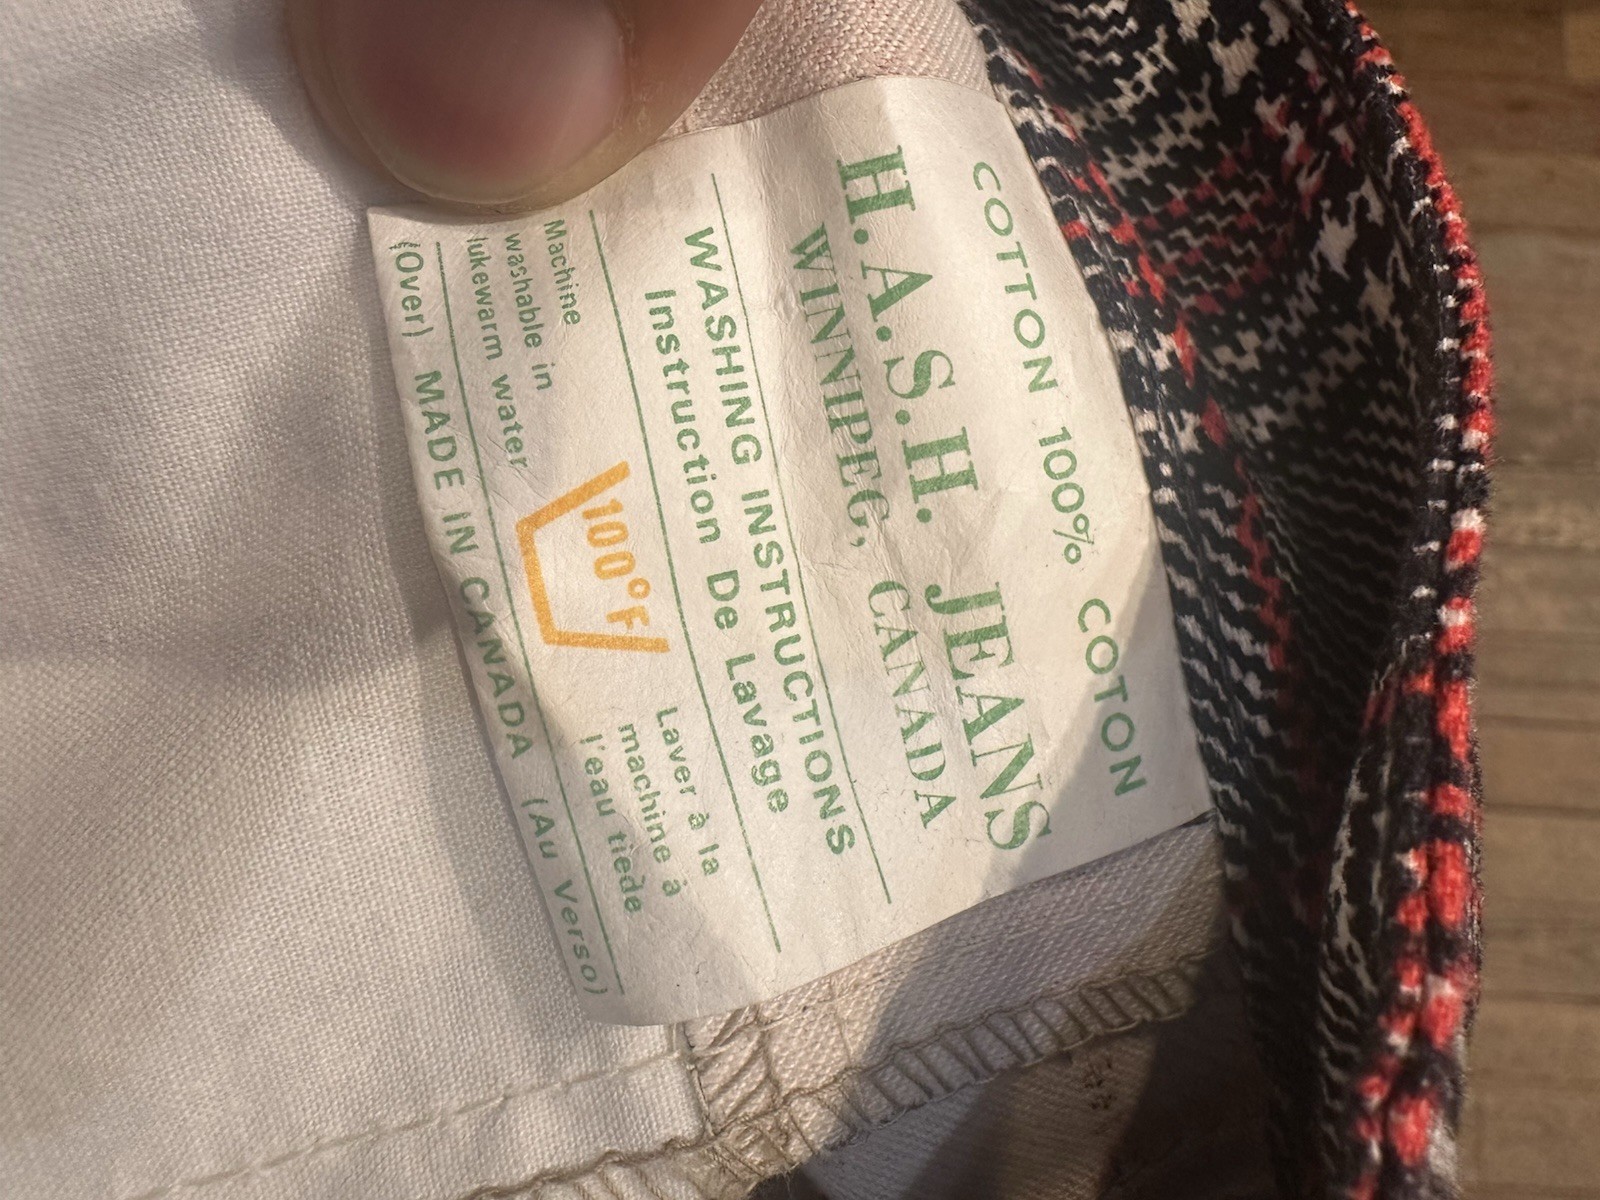 COTTON 100% COTON
H.A.S.H. JEANS
WINNIPEG, CANADA
WASHING INSTRUCTIONS
Instruction De Lavage
Machine
washable in
lukewarm water
100°F
Laver à la
machine à
l'eau tiède
(Over) MADE IN CANADA (Au Verso)